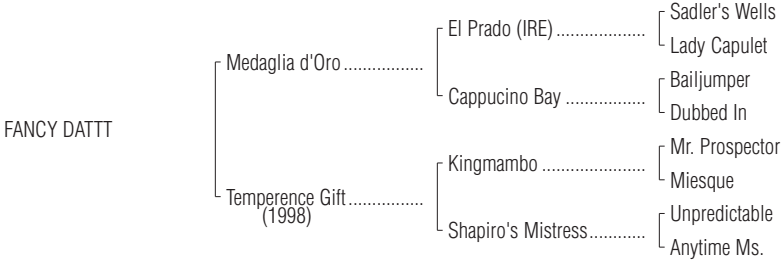 Sadler's Wells
El Prado (IRE) ....................
Lady Capulet
Medaglia d'Oro .................
Bailjumper
Cappucino Bay .................
Dubbed In
FANCY DATTT
Mr. Prospector
Kingmambo ......................
Miesque
Temperence Gift ................
(1998)
Unpredictable
Shapiro's Mistress ............
Anytime Ms.